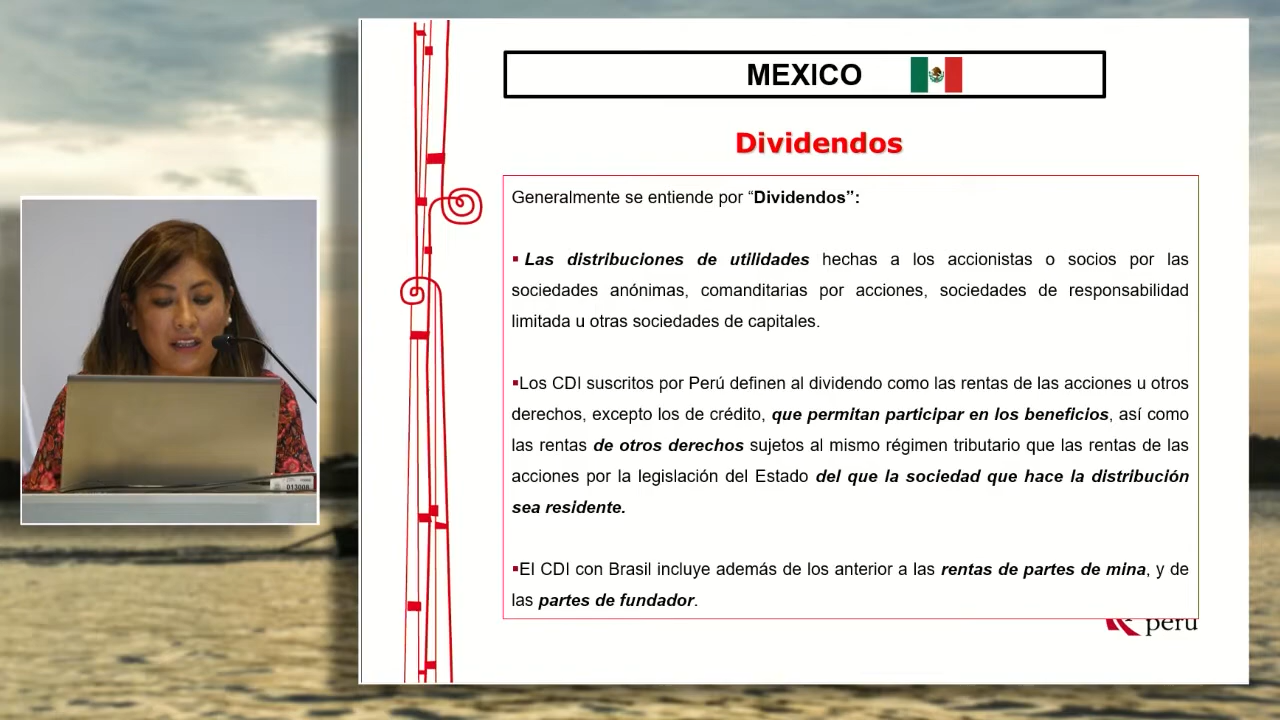 MEXICO
Dividendos
Generalmente se entiende por “Dividendos”:
▪ Las distribuciones de utilidades hechas a los accionistas o socios por las
sociedades anónimas, comanditarias por acciones, sociedades de responsabilidad
limitada u otras sociedades de capitales.
▪Los CDI suscritos por Perú definen al dividendo como las rentas de las acciones u otros
derechos, excepto los de crédito, que permitan participar en los beneficios, así como
las rentas de otros derechos sujetos al mismo régimen tributario que las rentas de las
acciones por la legislación del Estado del que la sociedad que hace la distribución
sea residente.
▪El CDI con Brasil incluye además de los anterior a las rentas de partes de mina, y de
las partes de fundador.
perú
013006